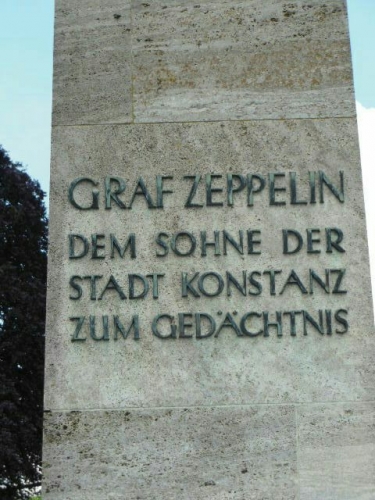 GRAF ZEPPELIN
DEM SOHNE DER
STADT KONSTANZ
ZUM GEDÄCHTNIS